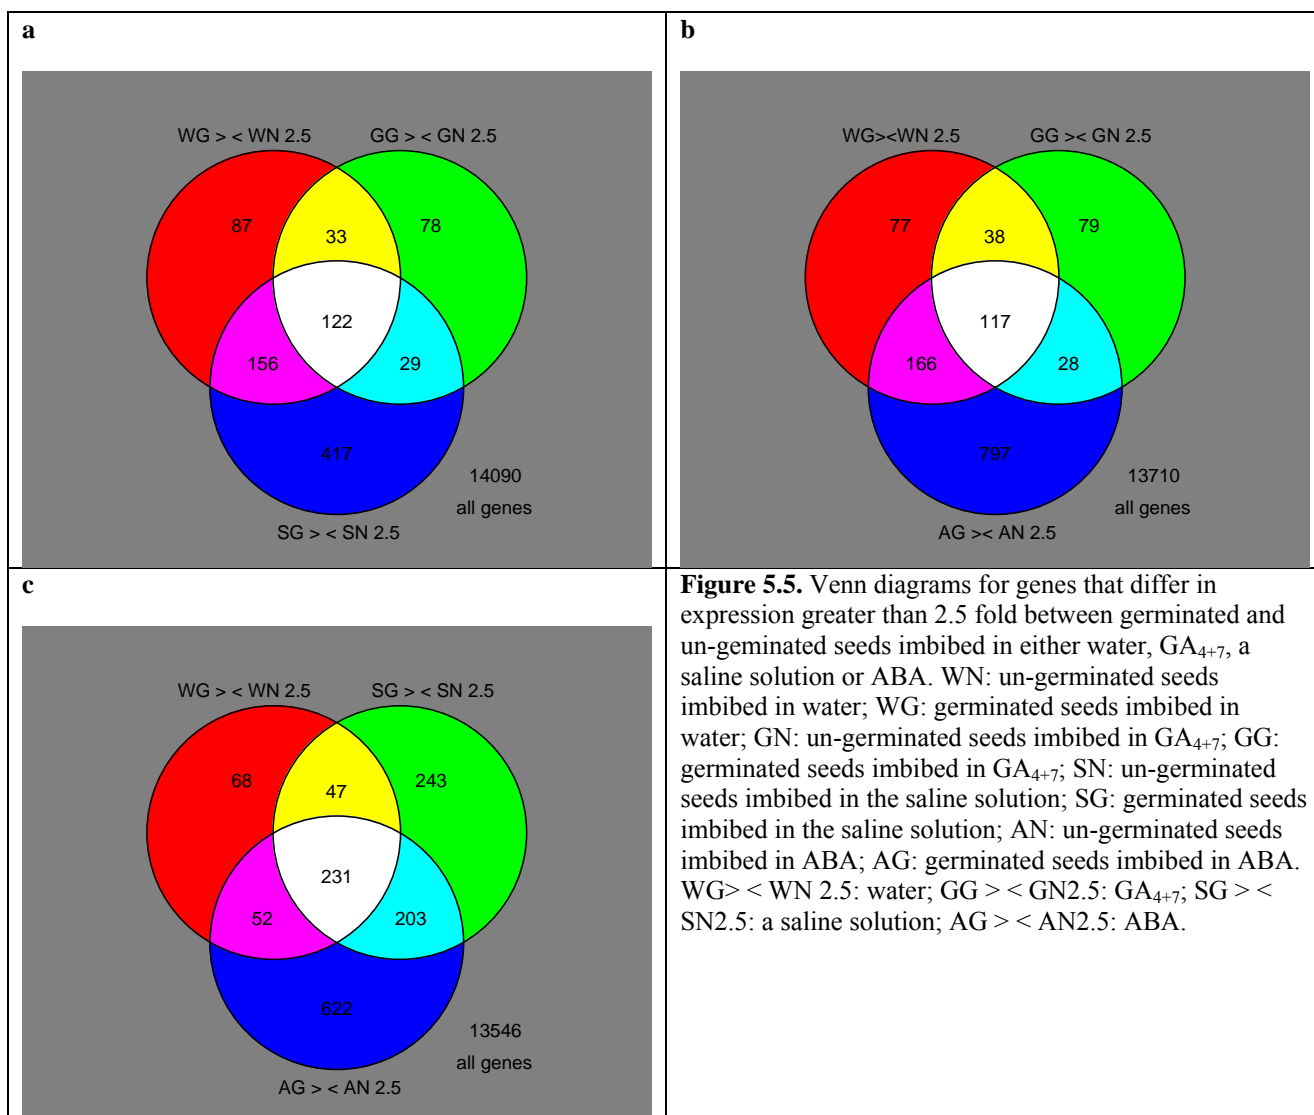 a
WG > < WN 2.5 GG > < GN 2.5
87 33 78
122
156 29
417
14090
all genes
SG > < SN 2.5
b
WG><WN 2.5 GG >< GN 2.5
77 38 79
117
166 28
797
13710
all genes
AG >< AN 2.5
c
WG > < WN 2.5 SG > < SN 2.5
68 47 243
231
52 203
622
13546
all genes
AG > < AN 2.5
Figure 5.5. Venn diagrams for genes that differ in
expression greater than 2.5 fold between germinated and
un-geminated seeds imbibed in either water, GA4+7, a
saline solution or ABA. WN: un-germinated seeds
imbibed in water; WG: germinated seeds imbibed in
water; GN: un-germinated seeds imbibed in GA4+7; GG:
germinated seeds imbibed in GA4+7; SN: un-germinated
seeds imbibed in the saline solution; SG: germinated seeds
imbibed in the saline solution; AN: un-germinated seeds
imbibed in ABA; AG: germinated seeds imbibed in ABA.
WG> < WN 2.5: water; GG > < GN2.5: GA4+7; SG > <
SN2.5: a saline solution; AG > < AN2.5: ABA.